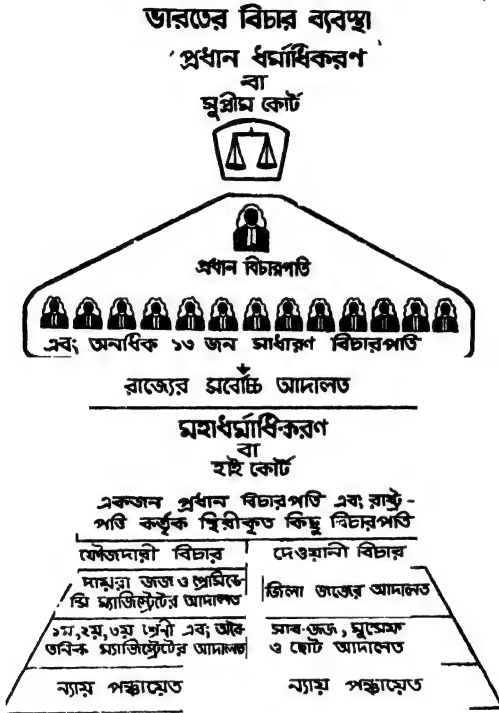 ভারতের বিচার ব্যবস্থা
'প্রধান ধর্মাধিকরণ'
বা
সুপ্রীম কোর্ট
প্রধান বিচারপতি
এবং অনধিক ১৩ জন সাধারণ বিচারপতি
রাজ্যের সর্বোচ্চ আদালত
মহাধর্মাধিকরণ
বা
হাই কোর্ট
একজন প্রধান বিচারপতি এবং রাষ্ট্র-
পতি কর্তৃক স্থিরীকৃত কিছু বিচারপতি
ফৌজদারী বিচার
দায়রা জজ ও প্রেসিডে-
ন্সি ম্যাজিস্ট্রেটের আদালত
১ম,২য়,৩য় শ্রেণী এবং অবৈ
তনিক ম্যাজিস্ট্রেটের আদালত
ন্যায় পঞ্চায়েত
দেওয়ানী বিচার
জিলা জজের আদালত
সাব-জজ, মুন্সেফ
ও ছোট আদালত
ন্যায় পঞ্চায়েত